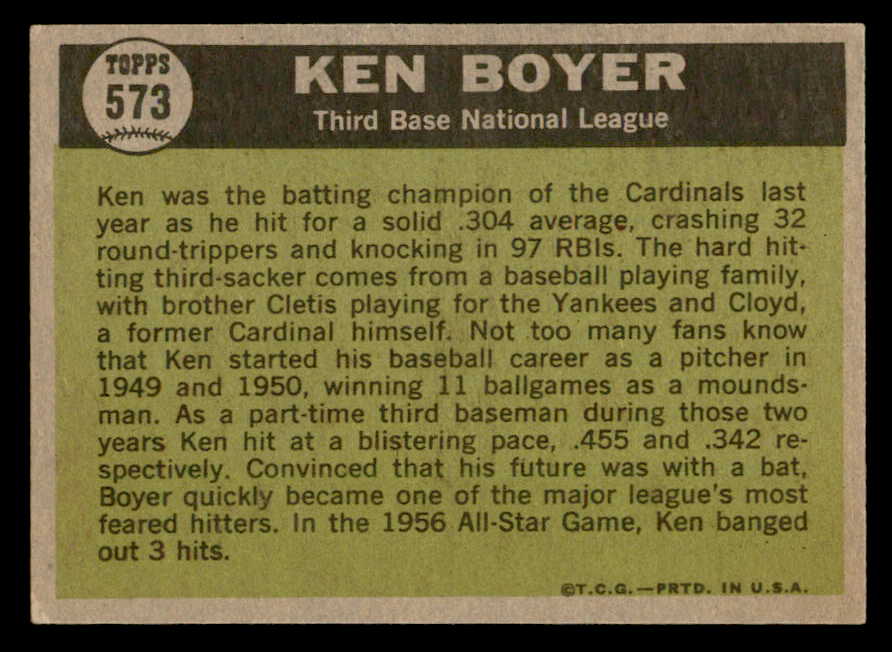 TOPPS
573
KEN BOYER
Third Base National League
Ken was the batting champion of the Cardinals last
year as he hit for a solid .304 average, crashing 32
round-trippers and knocking in 97 RBIs. The hard hit-
ting third-sacker comes from a baseball playing family,
with brother Cletis playing for the Yankees and Cloyd,
a former Cardinal himself. Not too many fans know
that Ken started his baseball career as a pitcher in
1949 and 1950, winning 11 ballgames as a mounds-
man. As a part-time third baseman during those two
years Ken hit at a blistering pace, .455 and .342 re-
spectively. Convinced that his future was with a bat,
Boyer quickly became one of the major league's most
feared hitters. In the 1956 All-Star Game, Ken banged
out 3 hits.
©T.C.G.—PRTD. IN U.S.A.